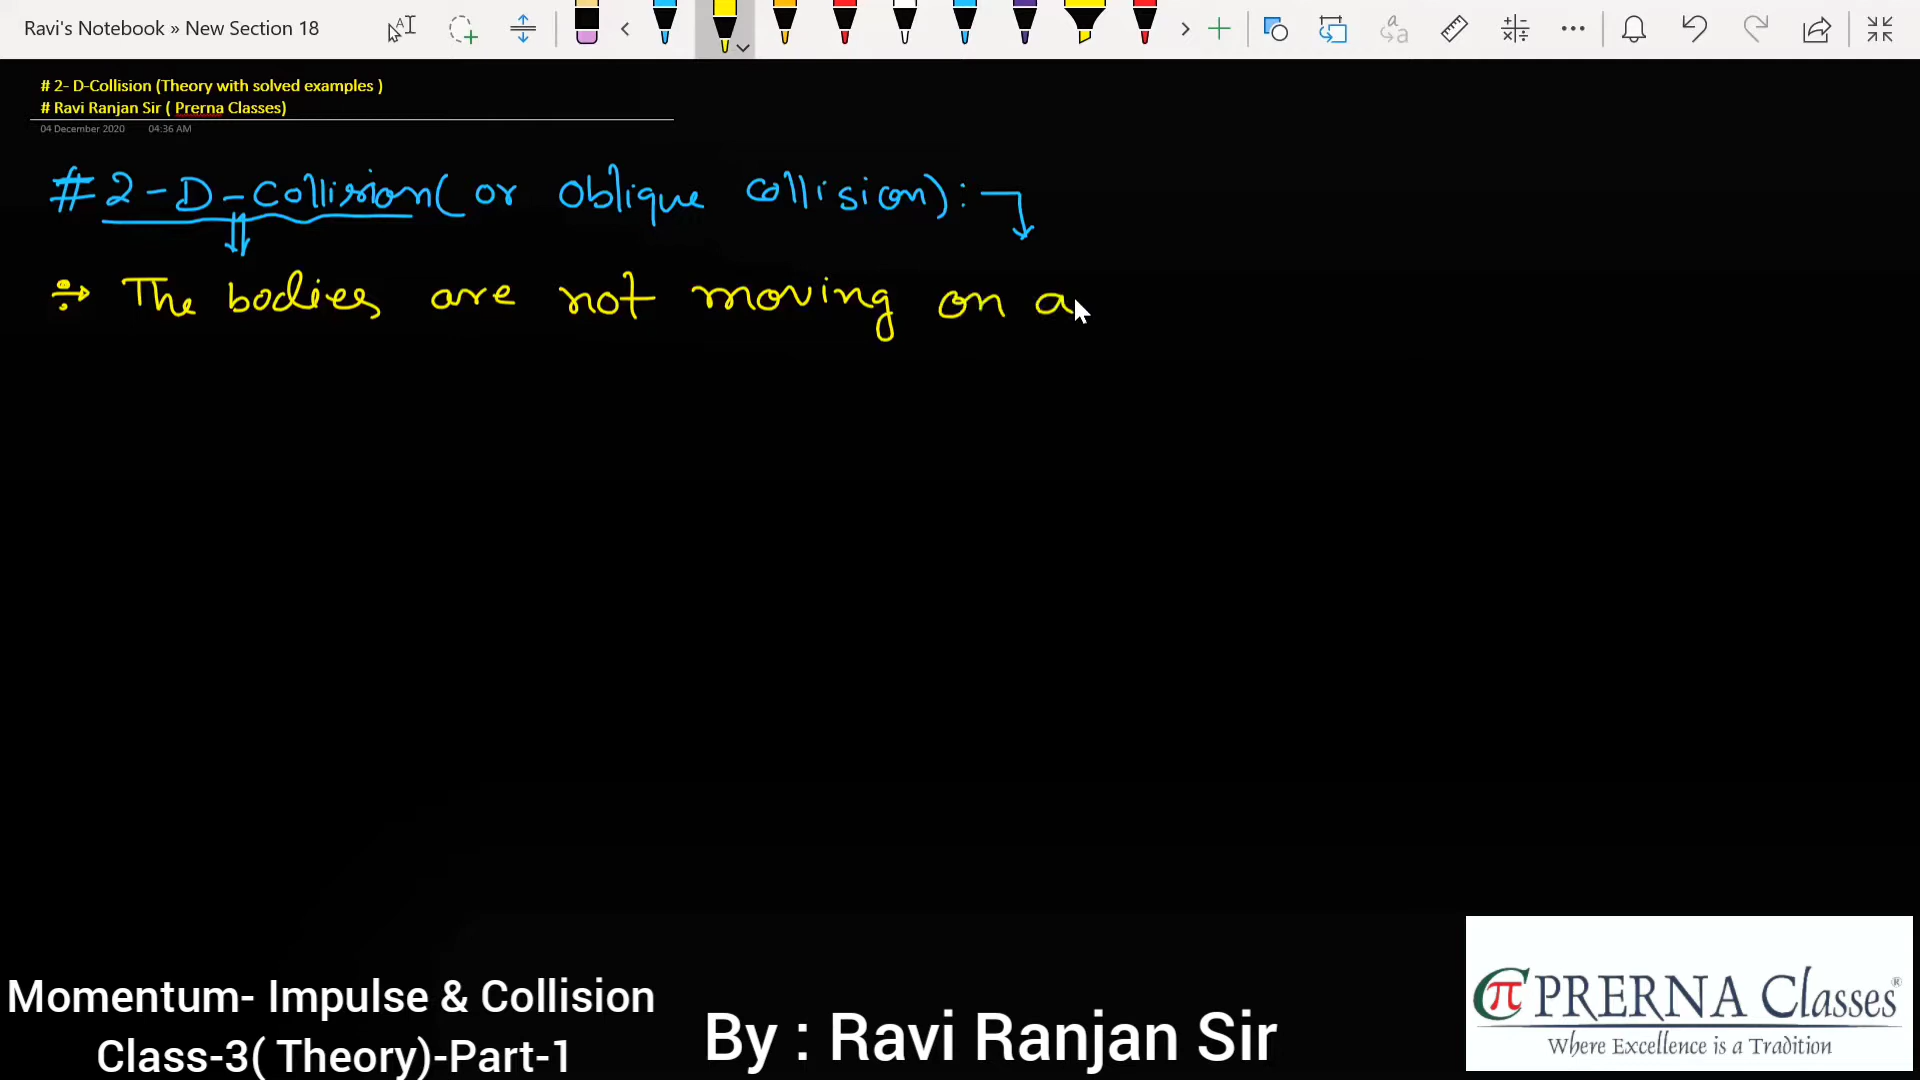 Ravi's Notebook » New Section 18
# 2- D-Collision (Theory with solved examples )
# Ravi Ranjan Sir ( Prerna Classes)
04 December 2020 04:36 AM
# 2-D-Collision (or oblique collision) :-
The bodies are not moving on a
Momentum- Impulse & Collision
Class-3( Theory)-Part-1
By : Ravi Ranjan Sir
π PRERNA Classes®
Where Excellence is a Tradition